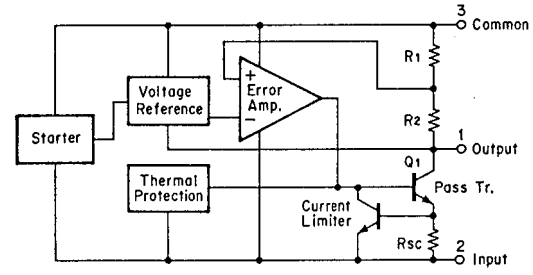 3
Common
R1
+
Error
Amp.
-
Voltage
Reference
R2
Starter
1
Output
Q1
Thermal
Protection
Pass Tr.
Current
Limiter
Rsc
2
Input